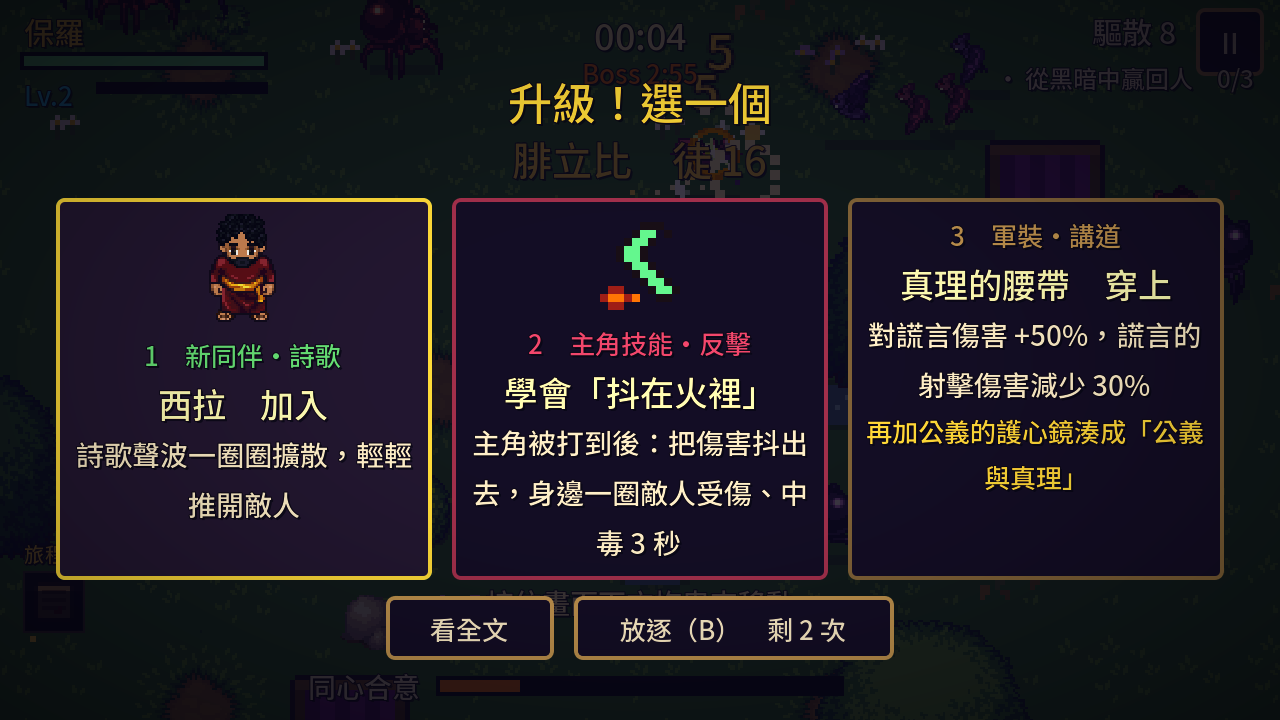 保羅
Lv.2
00:04
Boss 2:55
5
5
驅散 8
· 從黑暗中贏回人 0/3
升級！選一個
腓立比 徒 16
1 新同伴・詩歌
西拉 加入
詩歌聲波一圈圈擴散，輕輕
推開敵人
2 主角技能・反擊
學會「抖在火裡」
主角被打到後：把傷害抖出
去，身邊一圈敵人受傷、中
毒 3 秒
3 軍裝・講道
真理的腰帶 穿上
對謊言傷害 +50%，謊言的
射擊傷害減少 30%
再加公義的護心鏡湊成「公義
與真理」
看全文
放逐（B） 剩 2 次
同心合意